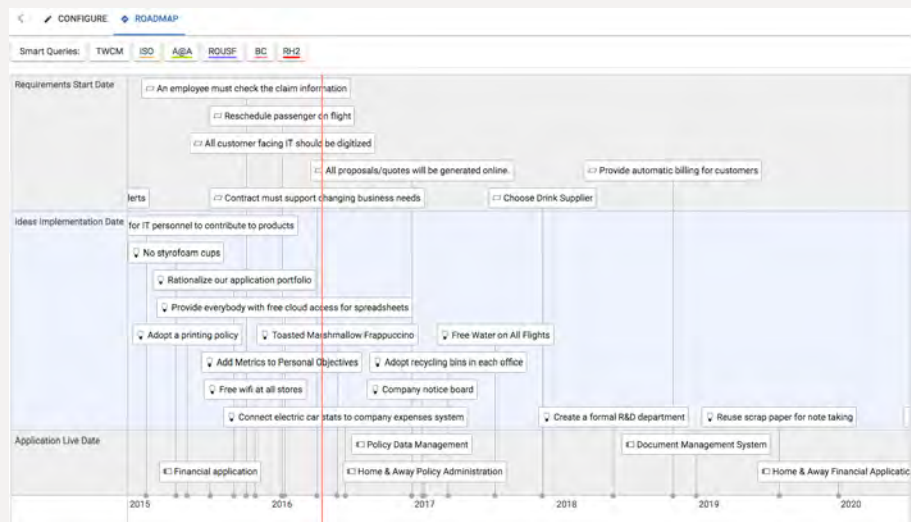 CONFIGURE ROADMAP
Smart Queries: TWCM ISO A@A ROUSF BC RH2
Requirements Start Date
An employee must check the claim information
Reschedule passenger on flight
All customer facing IT should be digitized
All proposals/quotes will be generated online.
Provide automatic billing for customers
lerts
Contract must support changing business needs
Choose Drink Supplier
Ideas Implementation Date
for IT personnel to contribute to products
No styrofoam cups
Rationalize our application portfolio
Provide everybody with free cloud access for spreadsheets
Adopt a printing policy
Toasted Marshmallow Frappuccino
Free Water on All Flights
Add Metrics to Personal Objectives
Adopt recycling bins in each office
Free wifi at all stores
Company notice board
Connect electric car stats to company expenses system
Create a formal R&D department
Reuse scrap paper for note taking
Application Live Date
Policy Data Management
Document Management System
Financial application
Home & Away Policy Administration
Home & Away Financial Applicatic
2015 2016 2017 2018 2019 2020